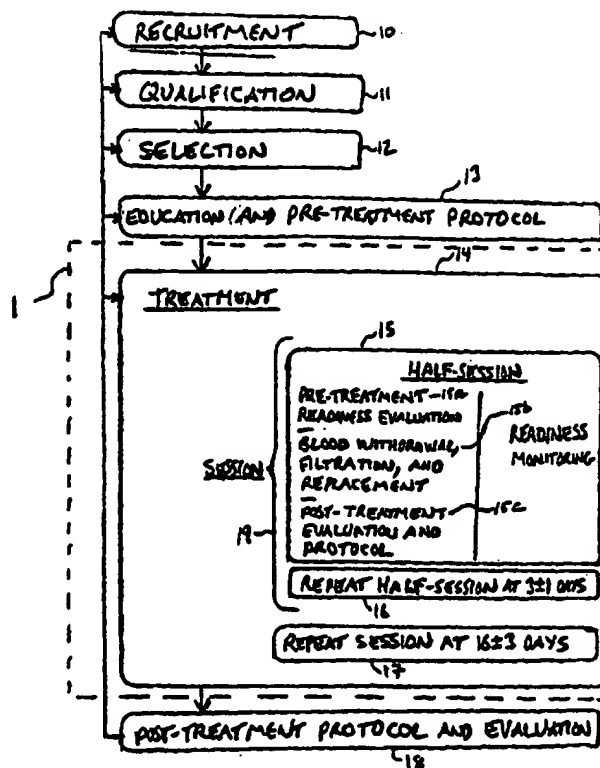 RECRUITMENT
10
QUALIFICATION
11
SELECTION
12
13
EDUCATION/AND PRE-TREATMENT PROTOCOL
14
1
TREATMENT
15
HALF-SESSION
PRE-TREATMENT 15a
READINESS EVALUATION
15b
BLOOD WITHDRAWAL,
FILTRATION, AND
REPLACEMENT
READINESS
MONITORING
SESSION
POST-TREATMENT 15c
EVALUATION AND
PROTOCOL
19
REPEAT HALF-SESSION AT 3±1 DAYS
16
REPEAT SESSION AT 16±3 DAYS
17
POST-TREATMENT PROTOCOL AND EVALUATION
18